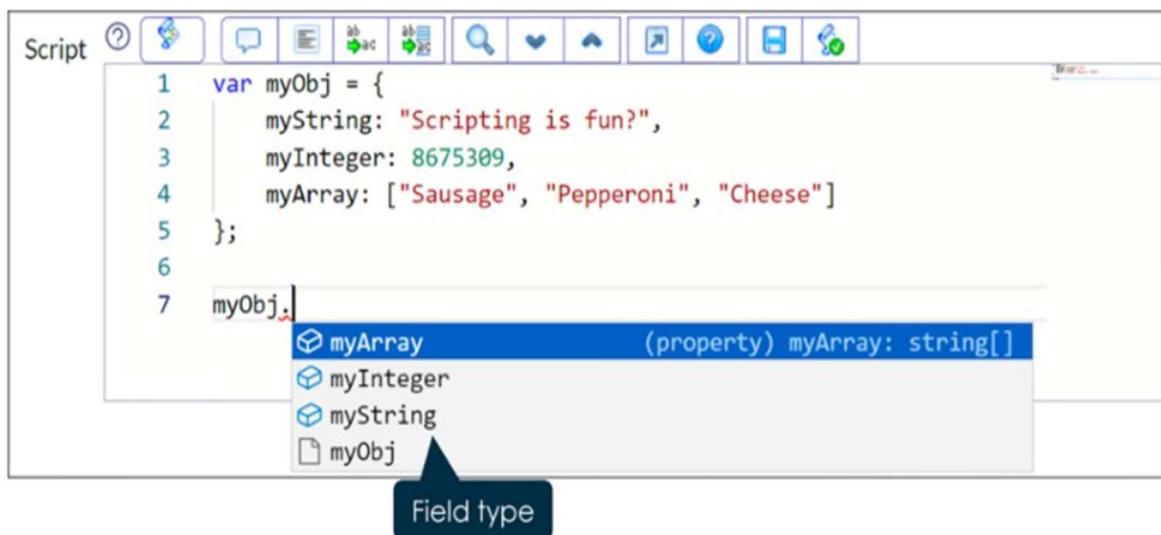 Script
1 var myObj = {
2 myString: "Scripting is fun?",
3 myInteger: 8675309,
4 myArray: ["Sausage", "Pepperoni", "Cheese"]
5 };
6
7 myObj.
myArray (property) myArray: string[]
myInteger
myString
myObj
Field type